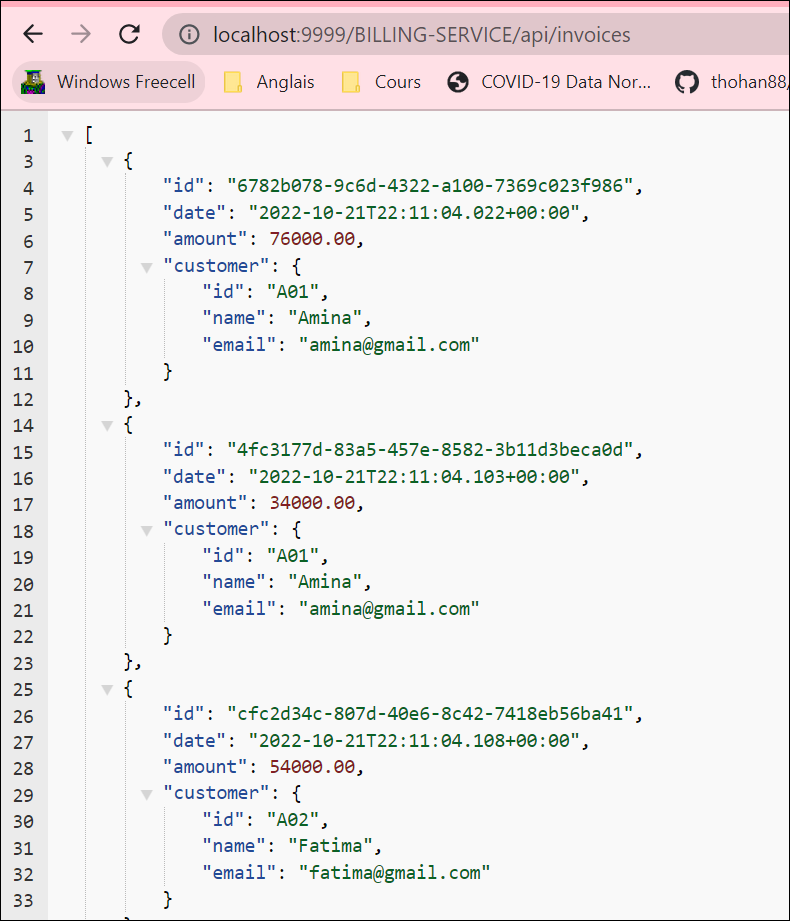 localhost:9999/BILLING-SERVICE/api/invoices
Windows Freecell Anglais Cours COVID-19 Data Nor... thohan88/
1 [
3 {
4 "id": "6782b078-9c6d-4322-a100-7369c023f986",
5 "date": "2022-10-21T22:11:04.022+00:00",
6 "amount": 76000.00,
7 "customer": {
8 "id": "A01",
9 "name": "Amina",
10 "email": "amina@gmail.com"
11 }
12 },
14 {
15 "id": "4fc3177d-83a5-457e-8582-3b11d3beca0d",
16 "date": "2022-10-21T22:11:04.103+00:00",
17 "amount": 34000.00,
18 "customer": {
19 "id": "A01",
20 "name": "Amina",
21 "email": "amina@gmail.com"
22 }
23 },
25 {
26 "id": "cfc2d34c-807d-40e6-8c42-7418eb56ba41",
27 "date": "2022-10-21T22:11:04.108+00:00",
28 "amount": 54000.00,
29 "customer": {
30 "id": "A02",
31 "name": "Fatima",
32 "email": "fatima@gmail.com"
33 }